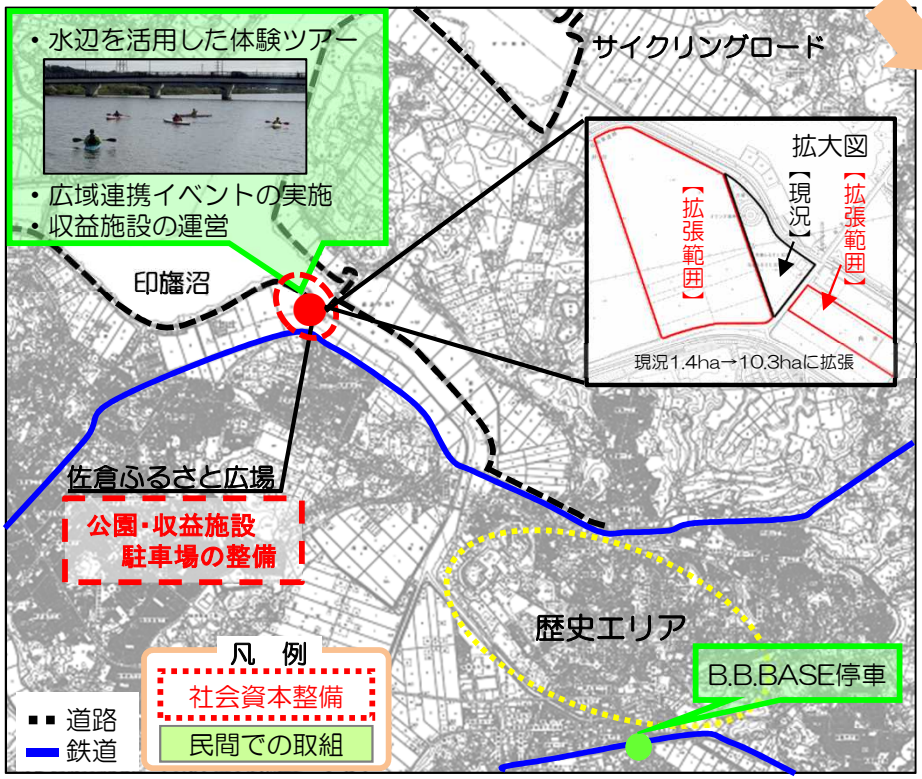 ・水辺を活用した体験ツアー
・広域連携イベントの実施
・収益施設の運営
サイクリングロード
拡大図
【拡張範囲】
【現況】
【拡張範囲】
現況1.4ha→10.3haに拡張
印旛沼
佐倉ふるさと広場
公園・収益施設
駐車場の整備
歴史エリア
B.B.BASE停車
凡 例
社会資本整備
民間での取組
道路
鉄道